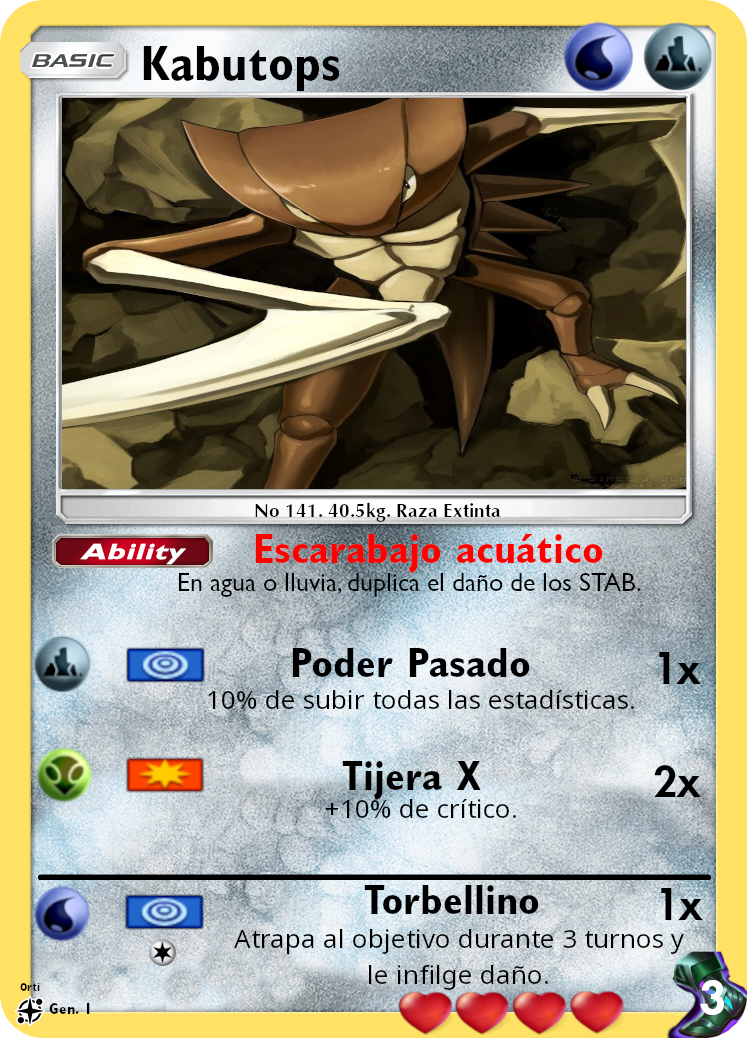 BASIC Kabutops
No 141. 40.5kg. Raza Extinta
Ability Escarabajo acuático
En agua o lluvia, duplica el daño de los STAB.
Poder Pasado 1x
10% de subir todas las estadísticas.
Tijera X 2x
+10% de crítico.
Torbellino 1x
Atrapa al objetivo durante 3 turnos y
le infilge daño.
Orti
Gen. 1
3